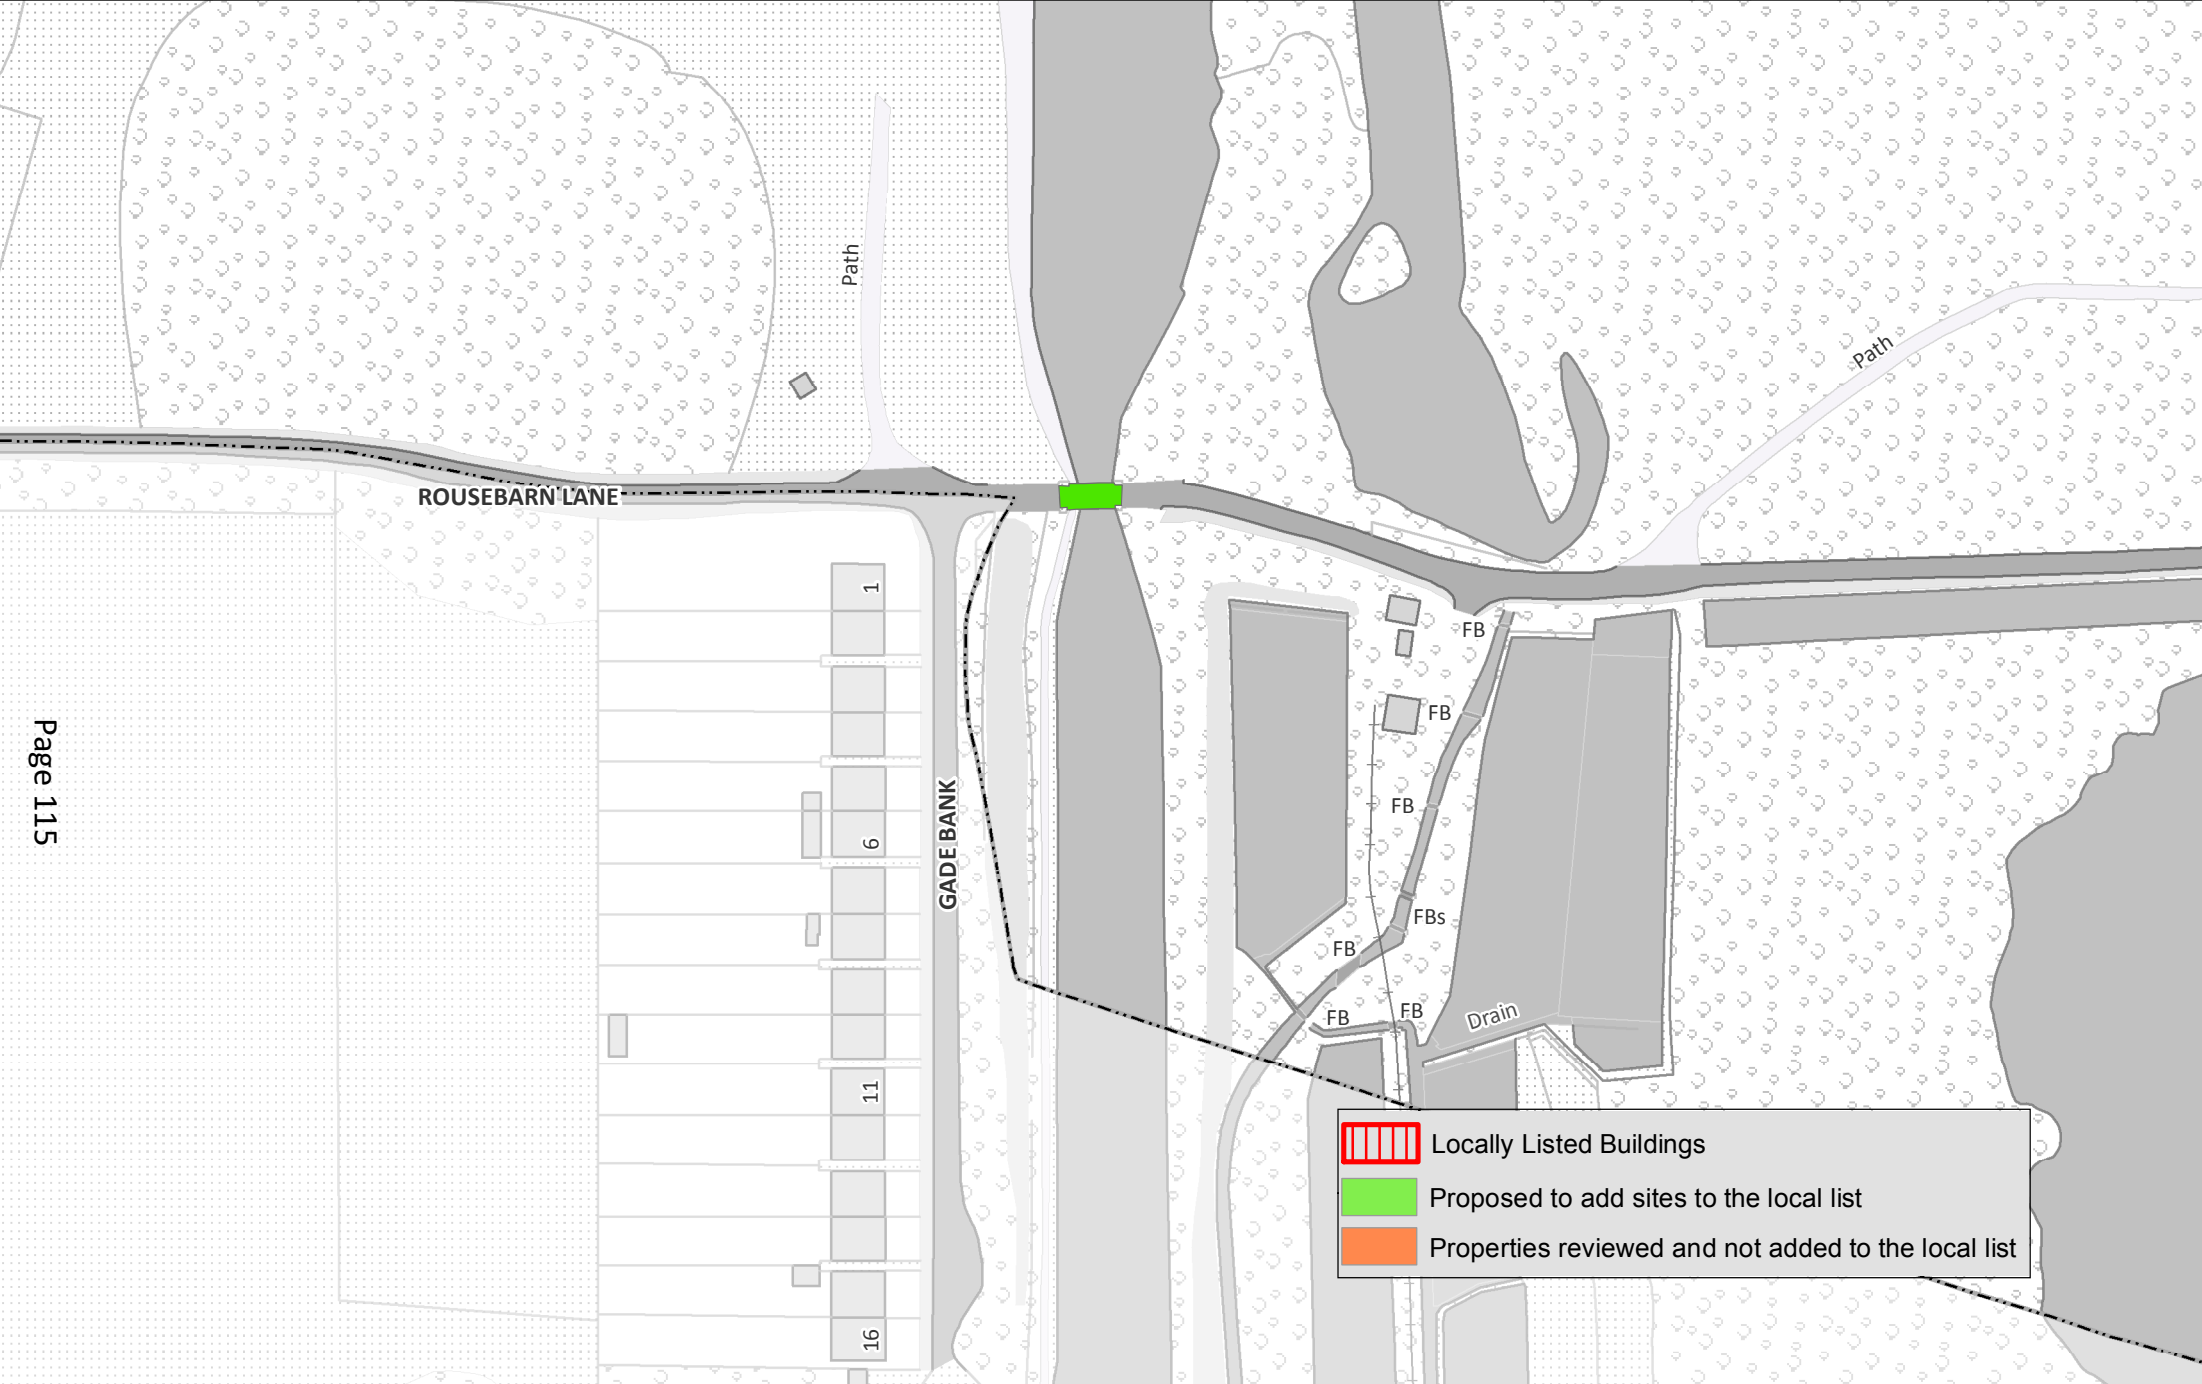 Path
Path
ROUSEBARN LANE
1
FB
FB
Page 115
GADE BANK
FB
6
FBs
FB
FB
FB
Drain
11
Locally Listed Buildings
Proposed to add sites to the local list
Properties reviewed and not added to the local list
16